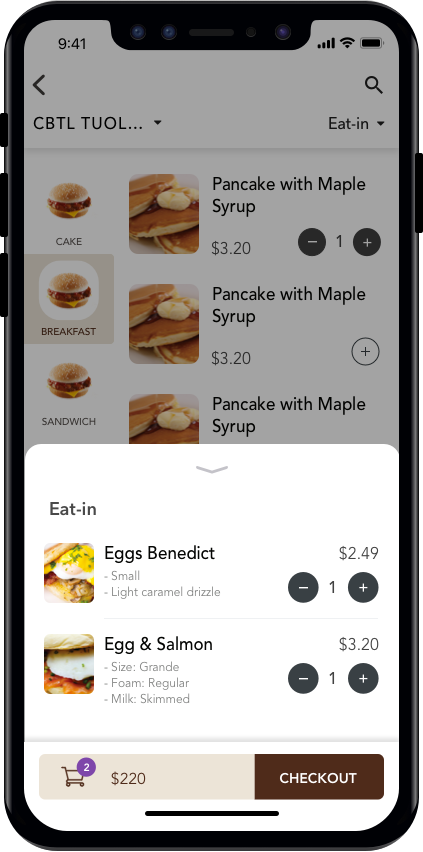 9:41
CBTL TUOL...
Eat-in
CAKE
BREAKFAST
SANDWICH
Pancake with Maple
Syrup
$3.20
1
Pancake with Maple
Syrup
$3.20
Pancake with Maple
Syrup
Eat-in
Eggs Benedict
$2.49
- Small
- Light caramel drizzle
1
Egg & Salmon
$3.20
- Size: Grande
- Foam: Regular
- Milk: Skimmed
1
2
$220
CHECKOUT